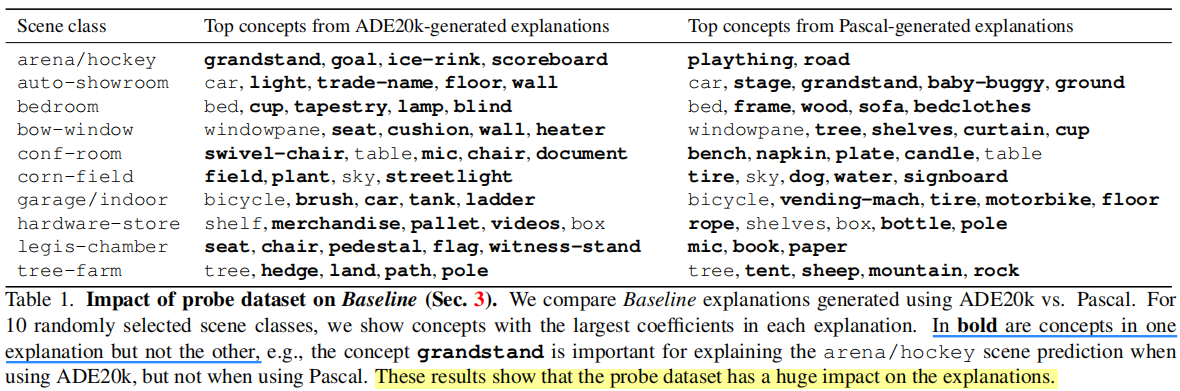 Scene class Top concepts from ADE20k-generated explanations Top concepts from Pascal-generated explanations
arena/hockey grandstand, goal, ice-rink, scoreboard plaything, road
auto-showroom car, light, trade-name, floor, wall car, stage, grandstand, baby-buggy, ground
bedroom bed, cup, tapestry, lamp, blind bed, frame, wood, sofa, bedclothes
bow-window windowpane, seat, cushion, wall, heater windowpane, tree, shelves, curtain, cup
conf-room swivel-chair, table, mic, chair, document bench, napkin, plate, candle, table
corn-field field, plant, sky, streetlight tire, sky, dog, water, signboard
garage/indoor bicycle, brush, car, tank, ladder bicycle, vending-mach, tire, motorbike, floor
hardware-store shelf, merchandise, pallet, videos, box rope, shelves, box, bottle, pole
legis-chamber seat, chair, pedestal, flag, witness-stand mic, book, paper
tree-farm tree, hedge, land, path, pole tree, tent, sheep, mountain, rock
Table 1. Impact of probe dataset on Baseline (Sec. 3). We compare Baseline explanations generated using ADE20k vs. Pascal. For
10 randomly selected scene classes, we show concepts with the largest coefficients in each explanation. In bold are concepts in one
explanation but not the other, e.g., the concept grandstand is important for explaining the arena/hockey scene prediction when
using ADE20k, but not when using Pascal. These results show that the probe dataset has a huge impact on the explanations.